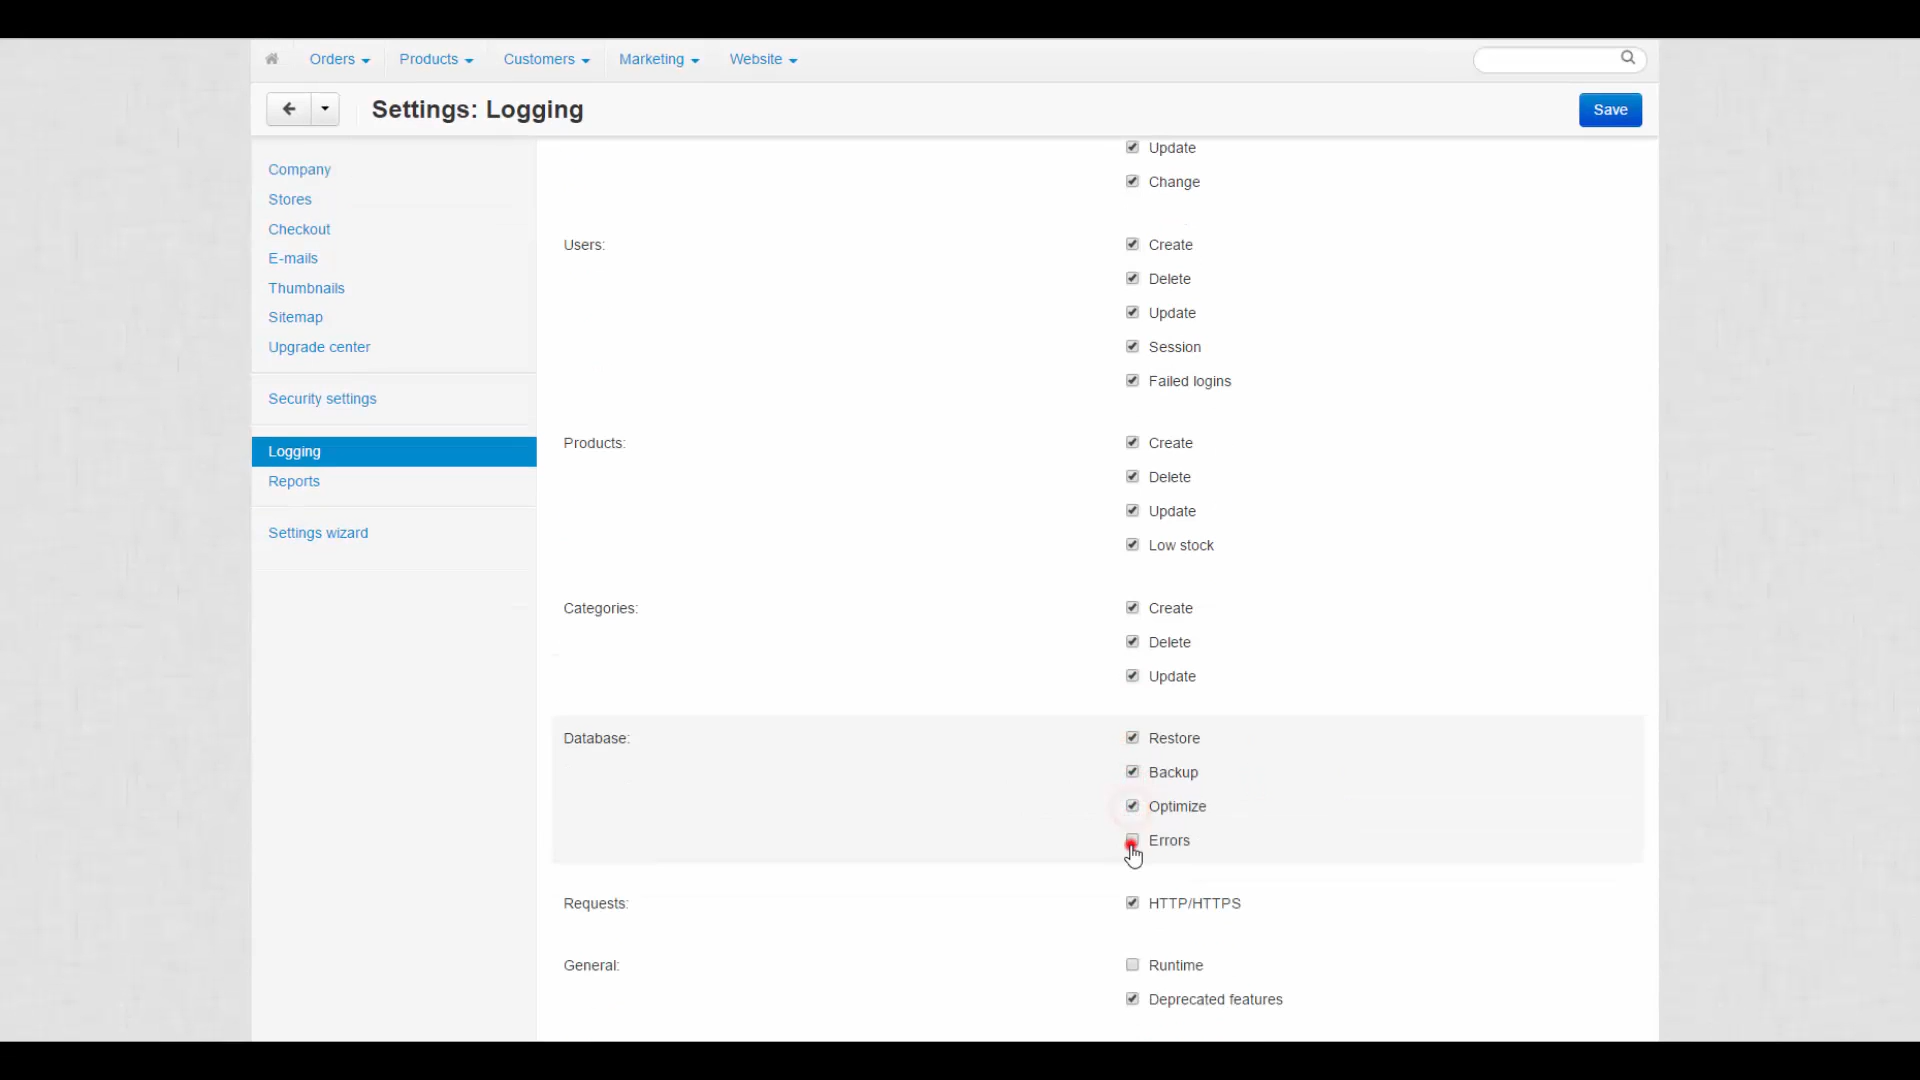 Orders Products Customers Marketing Website
Settings: Logging Save
Company
Stores
Checkout
E-mails
Thumbnails
Sitemap
Upgrade center
Security settings
Logging
Reports
Settings wizard
Update
Change
Users: Create
Delete
Update
Session
Failed logins
Products: Create
Delete
Update
Low stock
Categories: Create
Delete
Update
Database: Restore
Backup
Optimize
Errors
Requests: HTTP/HTTPS
General: Runtime
Deprecated features